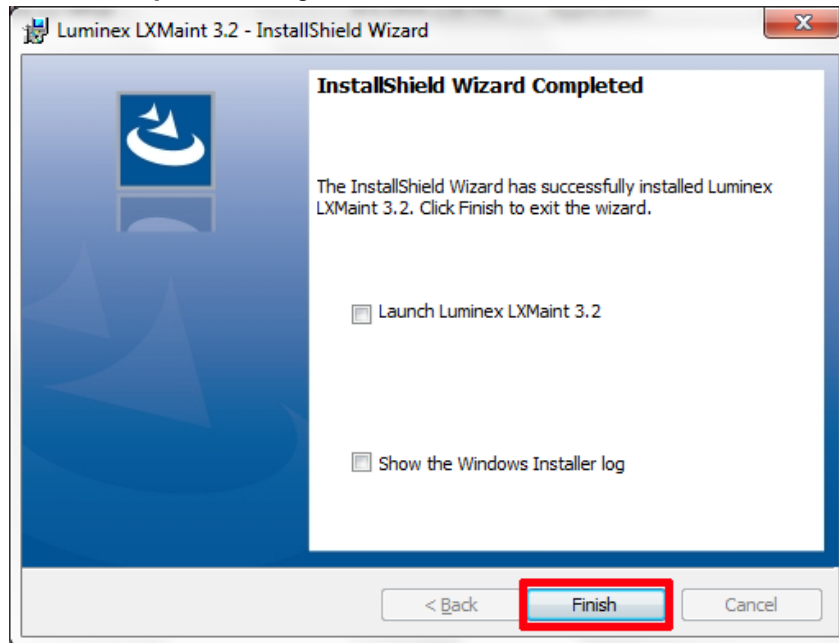 Luminex LXMaint 3.2 - InstallShield Wizard
InstallShield Wizard Completed
The InstallShield Wizard has successfully installed Luminex
LXMaint 3.2. Click Finish to exit the wizard.
Launch Luminex LXMaint 3.2
Show the Windows Installer log
< Back
Finish
Cancel